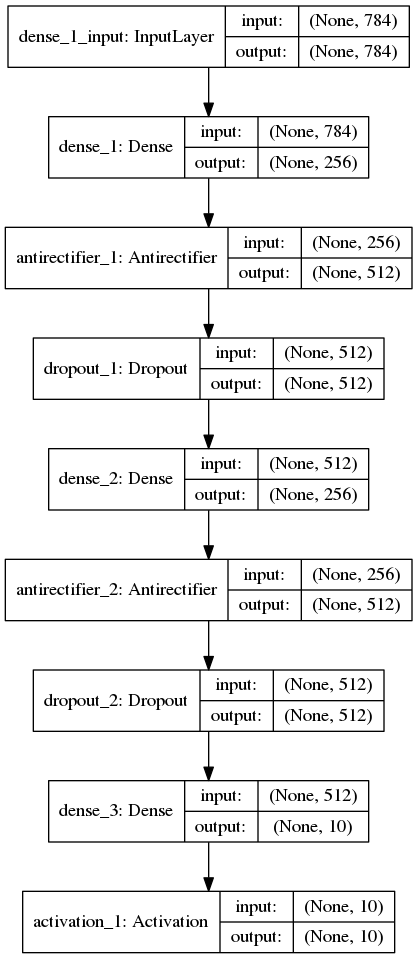 dense_1_input: InputLayer
input: (None, 784)
output: (None, 784)
dense_1: Dense
input: (None, 784)
output: (None, 256)
antirectifier_1: Antirectifier
input: (None, 256)
output: (None, 512)
dropout_1: Dropout
input: (None, 512)
output: (None, 512)
dense_2: Dense
input: (None, 512)
output: (None, 256)
antirectifier_2: Antirectifier
input: (None, 256)
output: (None, 512)
dropout_2: Dropout
input: (None, 512)
output: (None, 512)
dense_3: Dense
input: (None, 512)
output: (None, 10)
activation_1: Activation
input: (None, 10)
output: (None, 10)